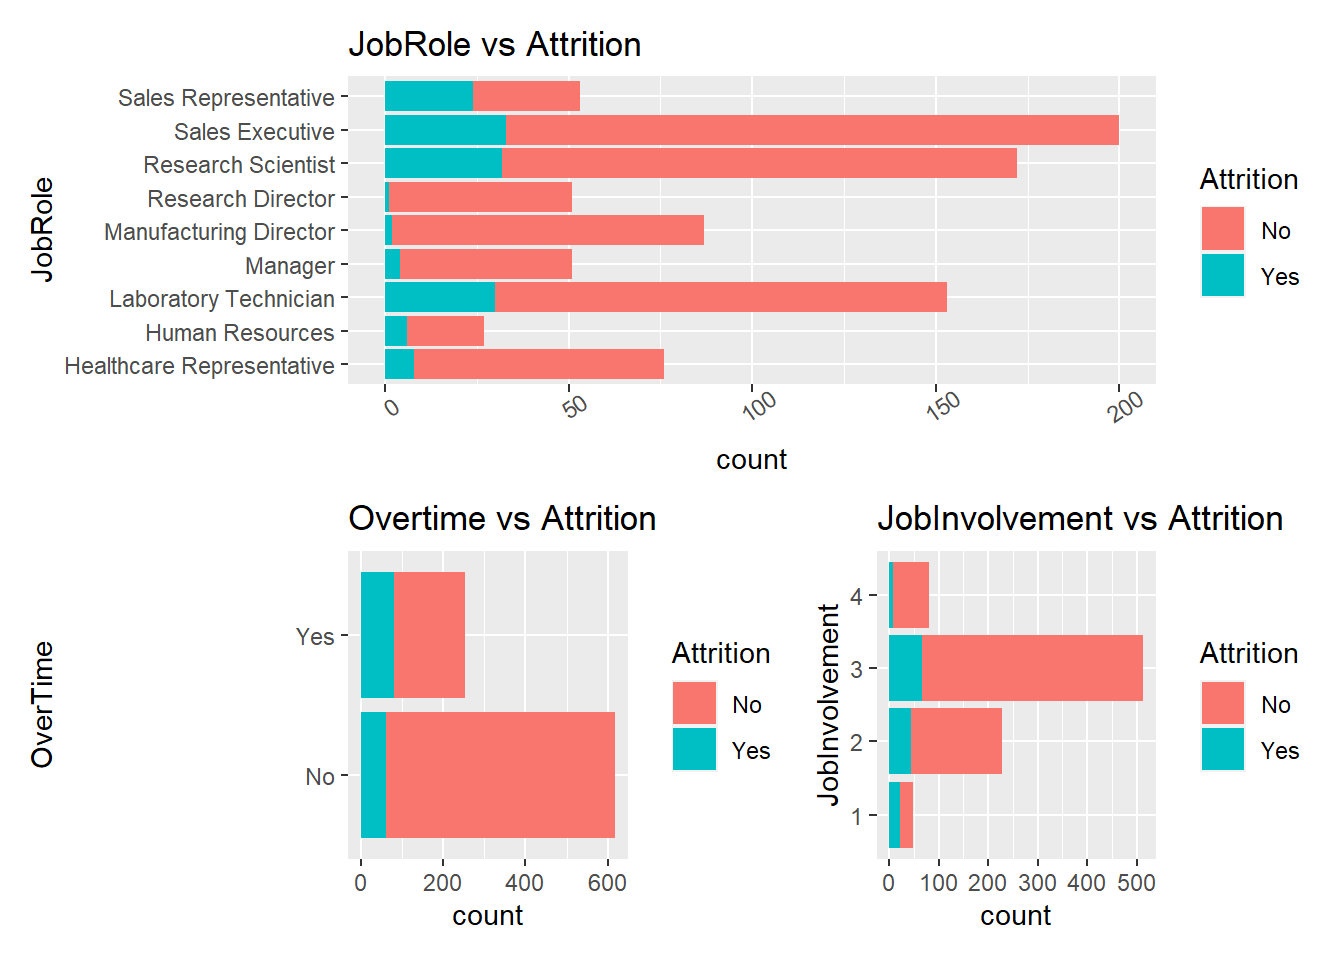 JobRole vs Attrition
JobRole
Sales Representative
Sales Executive
Research Scientist
Research Director
Manufacturing Director
Manager
Laboratory Technician
Human Resources
Healthcare Representative
0 50 100 150 200
count
Attrition
No
Yes
Overtime vs Attrition
OverTime
Yes
No
0 200 400 600
count
Attrition
No
Yes
JobInvolvement vs Attrition
JobInvolvement
4
3
2
1
0 100 200 300 400 500
count
Attrition
No
Yes